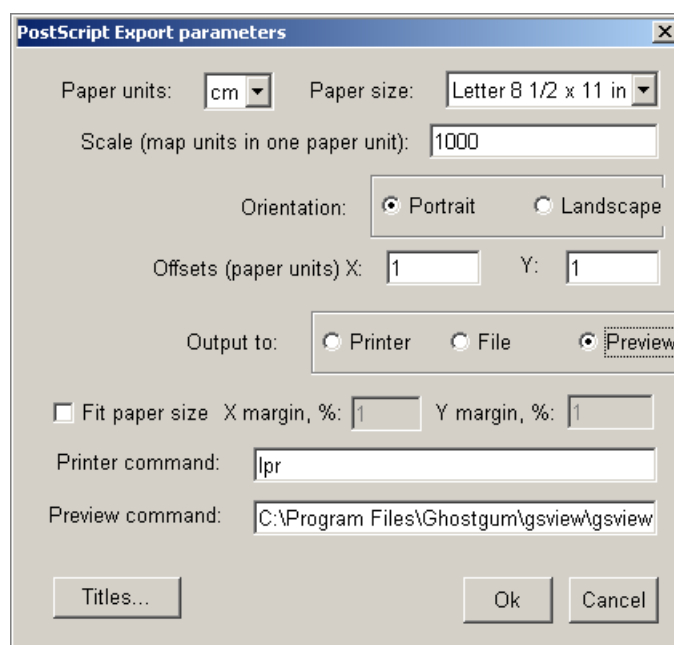 PostScript Export parameters
Paper units: cm Paper size: Letter 8 1/2 x 11 in
Scale (map units in one paper unit): 1000
Orientation: Portrait Landscape
Offsets (paper units) X: 1 Y: 1
Output to: Printer File Preview
Fit paper size X margin, %: 1 Y margin, %: 1
Printer command: lpr
Preview command: C:\Program Files\Ghostgum\gsview\gsview
Titles... Ok Cancel